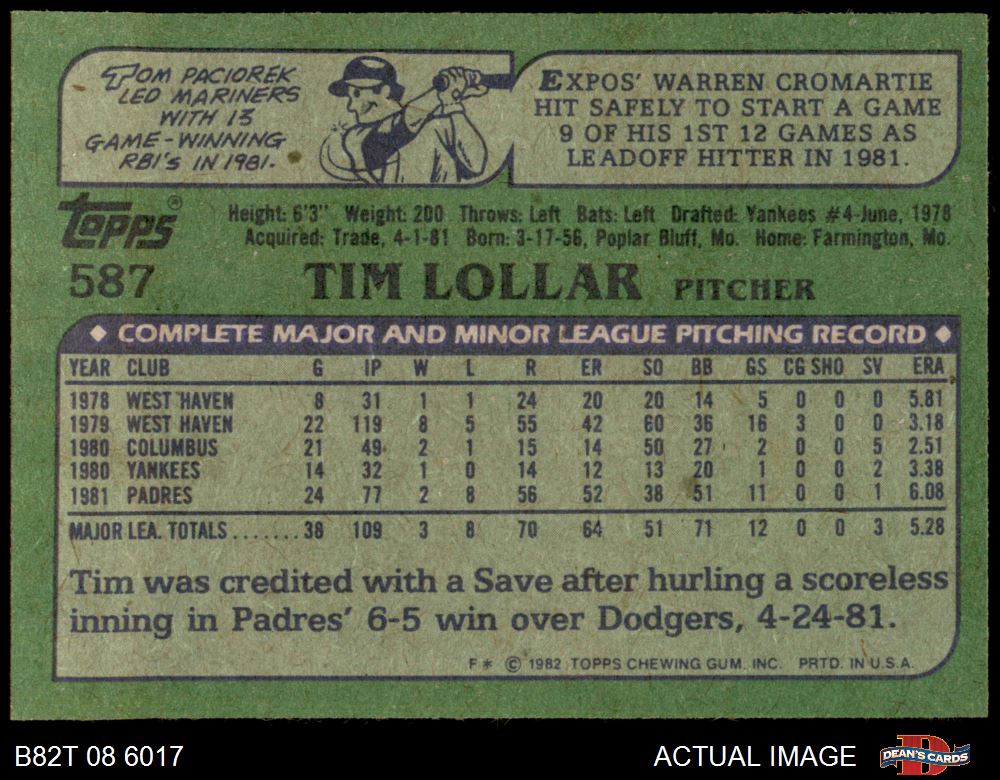 TOM PACIOREK
LED MARINERS
WITH 13
GAME-WINNING
RBI'S IN 1981.
EXPOS' WARREN CROMARTIE
HIT SAFELY TO START A GAME
9 OF HIS 1ST 12 GAMES AS
LEADOFF HITTER IN 1981.
TOPPS®
Height: 6'3" Weight: 200 Throws: Left Bats: Left Drafted: Yankees #4-June, 1978
Acquired: Trade, 4-1-81 Born: 3-17-56, Poplar Bluff, Mo. Home: Farmington, Mo.
587 TIM LOLLAR PITCHER
◆ COMPLETE MAJOR AND MINOR LEAGUE PITCHING RECORD ◆
YEAR CLUB G IP W L R ER SO BB GS CG SHO SV ERA
1978 WEST HAVEN 8 31 1 1 24 20 20 14 5 0 0 0 5.81
1979 WEST HAVEN 22 119 8 5 55 42 60 36 16 3 0 0 3.18
1980 COLUMBUS 21 49 2 1 15 14 50 27 2 0 0 5 2.51
1980 YANKEES 14 32 1 0 14 12 13 20 1 0 0 2 3.38
1981 PADRES 24 77 2 8 56 52 38 51 11 0 0 1 6.08
MAJOR LEA. TOTALS.......38 109 3 8 70 64 51 71 12 0 0 3 5.28
Tim was credited with a Save after hurling a scoreless
inning in Padres' 6-5 win over Dodgers, 4-24-81.
F* © 1982 TOPPS CHEWING GUM, INC. PRTD. IN U.S.A.
B82T 08 6017 ACTUAL IMAGE DEAN'S CARDS